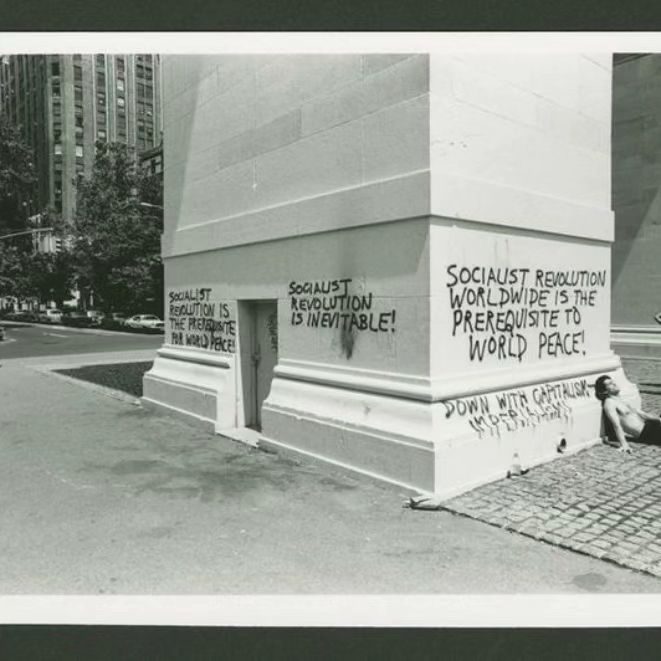 SOCIALIST
REVOLUTION IS
THE PREREQUISITE
FOR WORLD PEACE!
SOCIALIST
REVOLUTION
IS INEVITABLE!
SOCIALIST REVOLUTION
WORLDWIDE IS THE
PREREQUISITE TO
WORLD PEACE!
DOWN WITH CAPITALISM
IMPERIALISM